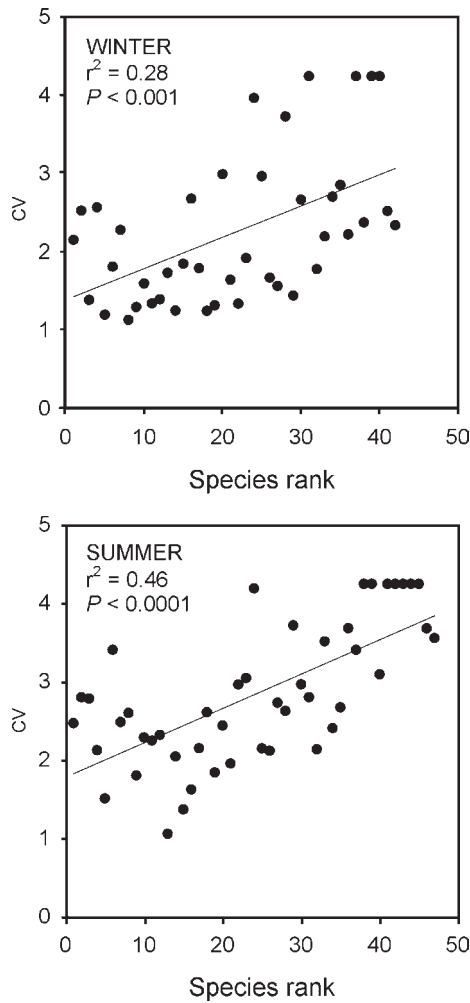 5
WINTER
r² = 0.28
P < 0.001
4
3
CV
2
1
0
0 10 20 30 40 50
Species rank
5
SUMMER
r² = 0.46
P < 0.0001
4
3
CV
2
1
0
0 10 20 30 40 50
Species rank